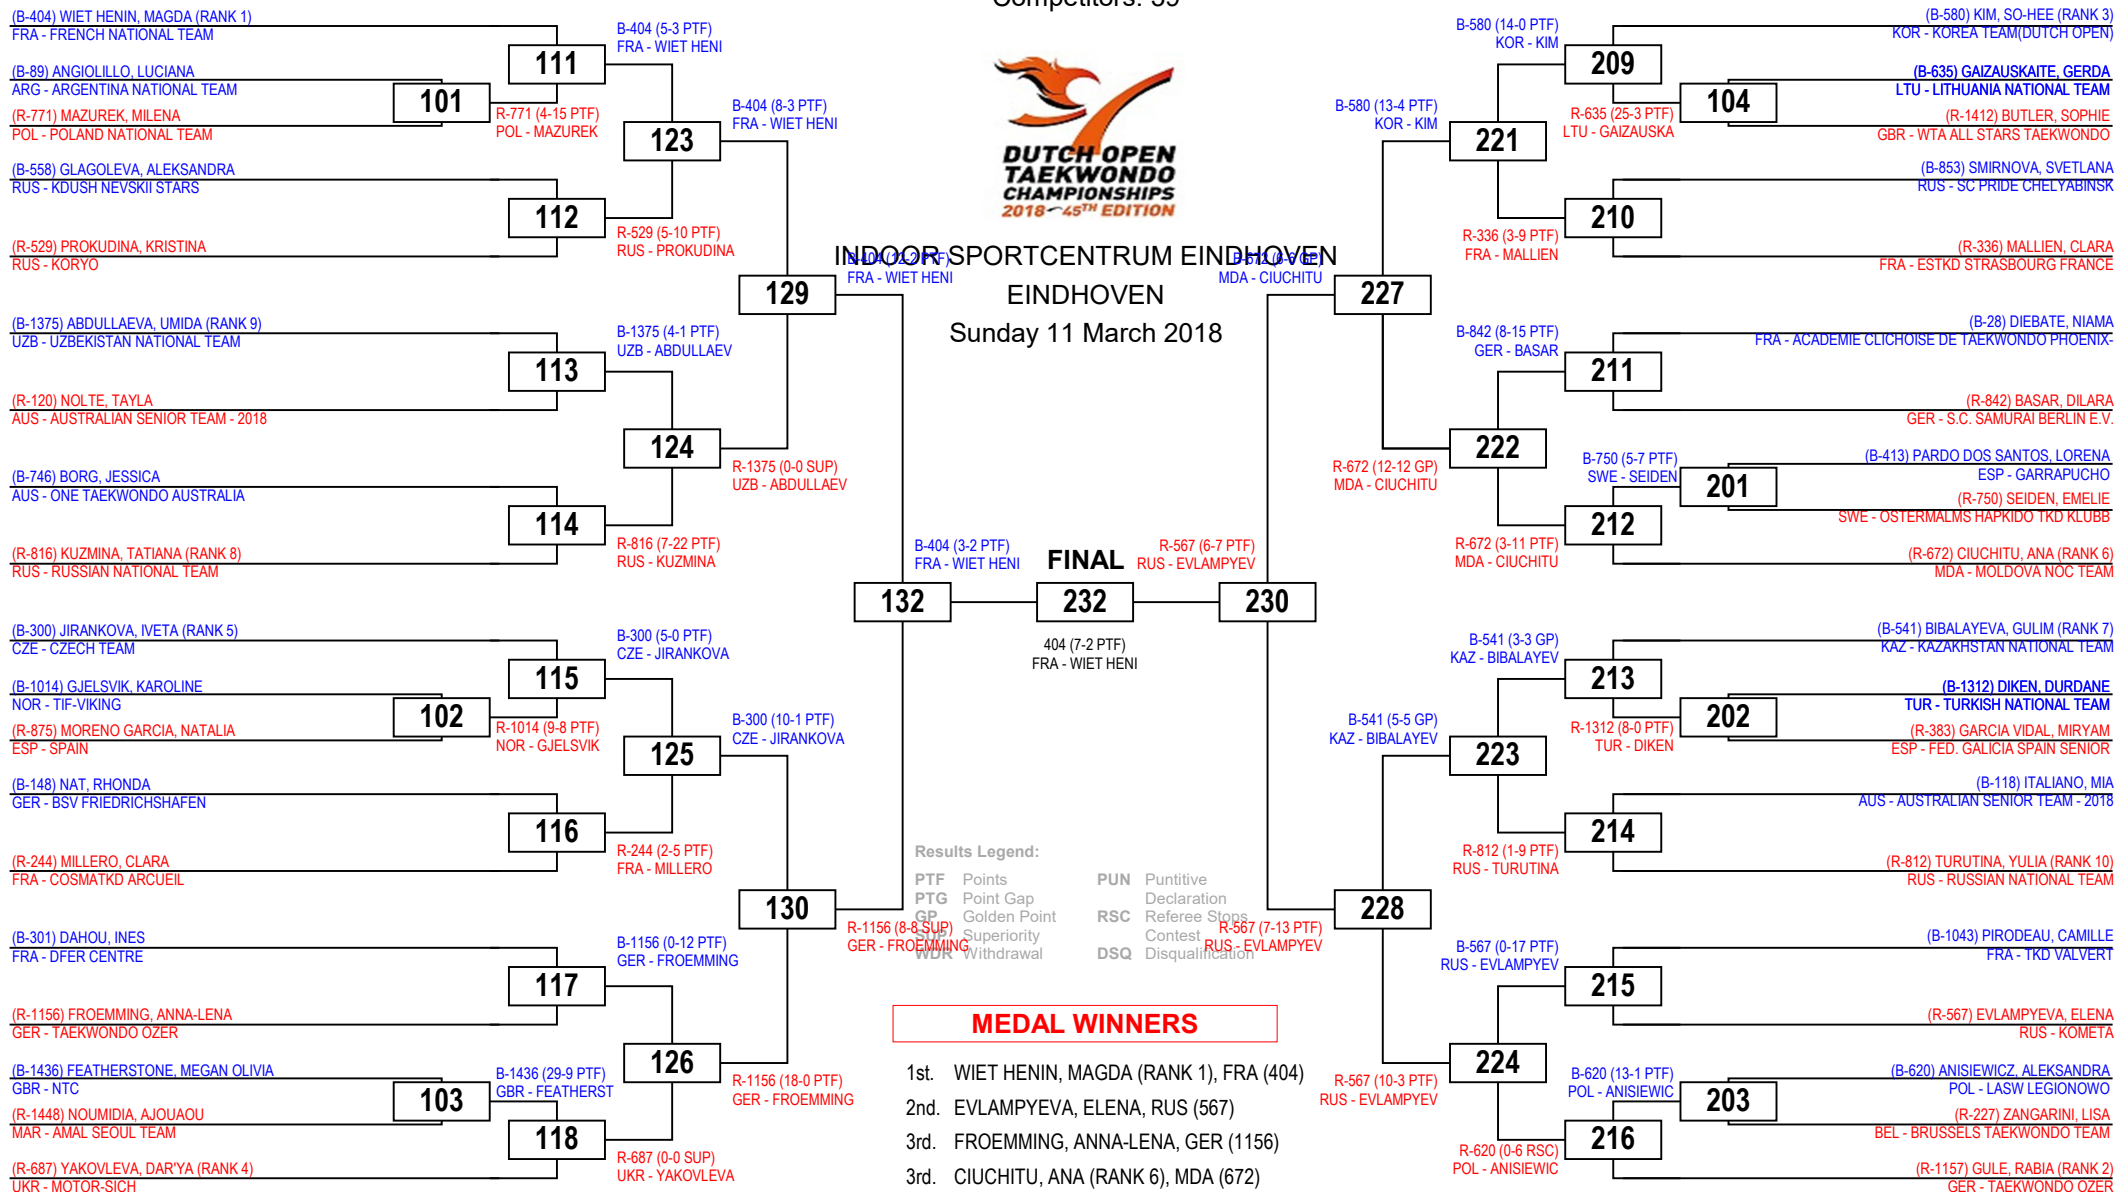 Competitors: 39
(B-404) WIET HENIN, MAGDA (RANK 1)
FRA - FRENCH NATIONAL TEAM
(B-89) ANGIOLILLO, LUCIANA
ARG - ARGENTINA NATIONAL TEAM
(R-771) MAZUREK, MILENA
POL - POLAND NATIONAL TEAM
(B-558) GLAGOLEVA, ALEKSANDRA
RUS - KDUSH NEVSKII STARS
(R-529) PROKUDINA, KRISTINA
RUS - KORYO
(B-1375) ABDULLAEVA, UMIDA (RANK 9)
UZB - UZBEKISTAN NATIONAL TEAM
(R-120) NOLTE, TAYLA
AUS - AUSTRALIAN SENIOR TEAM - 2018
(B-746) BORG, JESSICA
AUS - ONE TAEKWONDO AUSTRALIA
(R-816) KUZMINA, TATIANA (RANK 8)
RUS - RUSSIAN NATIONAL TEAM
(B-300) JIRANKOVA, IVETA (RANK 5)
CZE - CZECH TEAM
(B-1014) GJELSVIK, KAROLINE
NOR - TIF-VIKING
(R-875) MORENO GARCIA, NATALIA
ESP - SPAIN
(B-148) NAT, RHONDA
GER - BSV FRIEDRICHSHAFEN
(R-244) MILLERO, CLARA
FRA - COSMATKD ARCUEIL
(B-301) DAHOU, INES
FRA - DFER CENTRE
(R-1156) FROEMMING, ANNA-LENA
GER - TAEKWONDO OZER
(B-1436) FEATHERSTONE, MEGAN OLIVIA
GBR - NTC
(R-1448) NOUMIDIA, AJOUAOU
MAR - AMAL SEOUL TEAM
(R-687) YAKOVLEVA, DAR'YA (RANK 4)
UKR - MOTOR-SICH
101
R-771 (4-15 PTF)
POL - MAZUREK
102
R-1014 (9-8 PTF)
NOR - GJELSVIK
103
B-1436 (29-9 PTF)
GBR - FEATHERST
111
B-404 (5-3 PTF)
FRA - WIET HENI
112
R-529 (5-10 PTF)
RUS - PROKUDINA
113
B-1375 (4-1 PTF)
UZB - ABDULLAEV
114
R-816 (7-22 PTF)
RUS - KUZMINA
115
B-300 (5-0 PTF)
CZE - JIRANKOVA
116
R-244 (2-5 PTF)
FRA - MILLERO
117
B-1156 (0-12 PTF)
GER - FROEMMING
118
R-687 (0-0 SUP)
UKR - YAKOVLEVA
123
B-404 (8-3 PTF)
FRA - WIET HENI
124
R-1375 (0-0 SUP)
UZB - ABDULLAEV
125
B-300 (10-1 PTF)
CZE - JIRANKOVA
126
R-1156 (18-0 PTF)
GER - FROEMMING
129
B-404 (12-2 PTF)
FRA - WIET HENI
130
R-1156 (8-8 SUP)
GER - FROEMMING
132
B-404 (3-2 PTF)
FRA - WIET HENI
DUTCH OPEN
TAEKWONDO
CHAMPIONSHIPS
2018 - 45TH EDITION
INDOOR SPORTCENTRUM EINDHOVEN
EINDHOVEN
Sunday 11 March 2018
FINAL
232
404 (7-2 PTF)
FRA - WIET HENI
R-567 (6-7 PTF)
RUS - EVLAMPYEV
230
B-672 (6-6 GP)
MDA - CIUCHITU
227
R-567 (7-13 PTF)
RUS - EVLAMPYEV
228
B-580 (13-4 PTF)
KOR - KIM
221
R-672 (12-12 GP)
MDA - CIUCHITU
222
B-541 (5-5 GP)
KAZ - BIBALAYEV
223
R-567 (10-3 PTF)
RUS - EVLAMPYEV
224
B-580 (14-0 PTF)
KOR - KIM
209
R-336 (3-9 PTF)
FRA - MALLIEN
210
B-842 (8-15 PTF)
GER - BASAR
211
R-672 (3-11 PTF)
MDA - CIUCHITU
212
B-541 (3-3 GP)
KAZ - BIBALAYEV
213
R-812 (1-9 PTF)
RUS - TURUTINA
214
B-567 (0-17 PTF)
RUS - EVLAMPYEV
215
R-620 (0-6 RSC)
POL - ANISIEWIC
216
R-635 (25-3 PTF)
LTU - GAIZAUSKA
104
B-750 (5-7 PTF)
SWE - SEIDEN
201
R-1312 (8-0 PTF)
TUR - DIKEN
202
B-620 (13-1 PTF)
POL - ANISIEWIC
203
(B-580) KIM, SO-HEE (RANK 3)
KOR - KOREA TEAM(DUTCH OPEN)
(B-635) GAIZAUSKAITE, GERDA
LTU - LITHUANIA NATIONAL TEAM
(R-1412) BUTLER, SOPHIE
GBR - WTA ALL STARS TAEKWONDO
(B-853) SMIRNOVA, SVETLANA
RUS - SC PRIDE CHELYABINSK
(R-336) MALLIEN, CLARA
FRA - ESTKD STRASBOURG FRANCE
(B-28) DIEBATE, NIAMA
FRA - ACADEMIE CLICHOISE DE TAEKWONDO PHOENIX-
(R-842) BASAR, DILARA
GER - S.C. SAMURAI BERLIN E.V.
(B-413) PARDO DOS SANTOS, LORENA
ESP - GARRAPUCHO
(R-750) SEIDEN, EMELIE
SWE - OSTERMALMS HAPKIDO TKD KLUBB
(R-672) CIUCHITU, ANA (RANK 6)
MDA - MOLDOVA NOC TEAM
(B-541) BIBALAYEVA, GULIM (RANK 7)
KAZ - KAZAKHSTAN NATIONAL TEAM
(B-1312) DIKEN, DURDANE
TUR - TURKISH NATIONAL TEAM
(R-383) GARCIA VIDAL, MIRYAM
ESP - FED. GALICIA SPAIN SENIOR
(B-118) ITALIANO, MIA
AUS - AUSTRALIAN SENIOR TEAM - 2018
(R-812) TURUTINA, YULIA (RANK 10)
RUS - RUSSIAN NATIONAL TEAM
(B-1043) PIRODEAU, CAMILLE
FRA - TKD VALVERT
(R-567) EVLAMPYEVA, ELENA
RUS - KOMETA
(B-620) ANISIEWICZ, ALEKSANDRA
POL - LASW LEGIONOWO
(R-227) ZANGARINI, LISA
BEL - BRUSSELS TAEKWONDO TEAM
(R-1157) GULE, RABIA (RANK 2)
GER - TAEKWONDO OZER
Results Legend:
PTF Points
PTG Point Gap
GP Golden Point
SUP Superiority
WDR Withdrawal
PUN Puntitive
Declaration
RSC Referee Stops
Contest
DSQ Disqualification
MEDAL WINNERS
1st. WIET HENIN, MAGDA (RANK 1), FRA (404)
2nd. EVLAMPYEVA, ELENA, RUS (567)
3rd. FROEMMING, ANNA-LENA, GER (1156)
3rd. CIUCHITU, ANA (RANK 6), MDA (672)